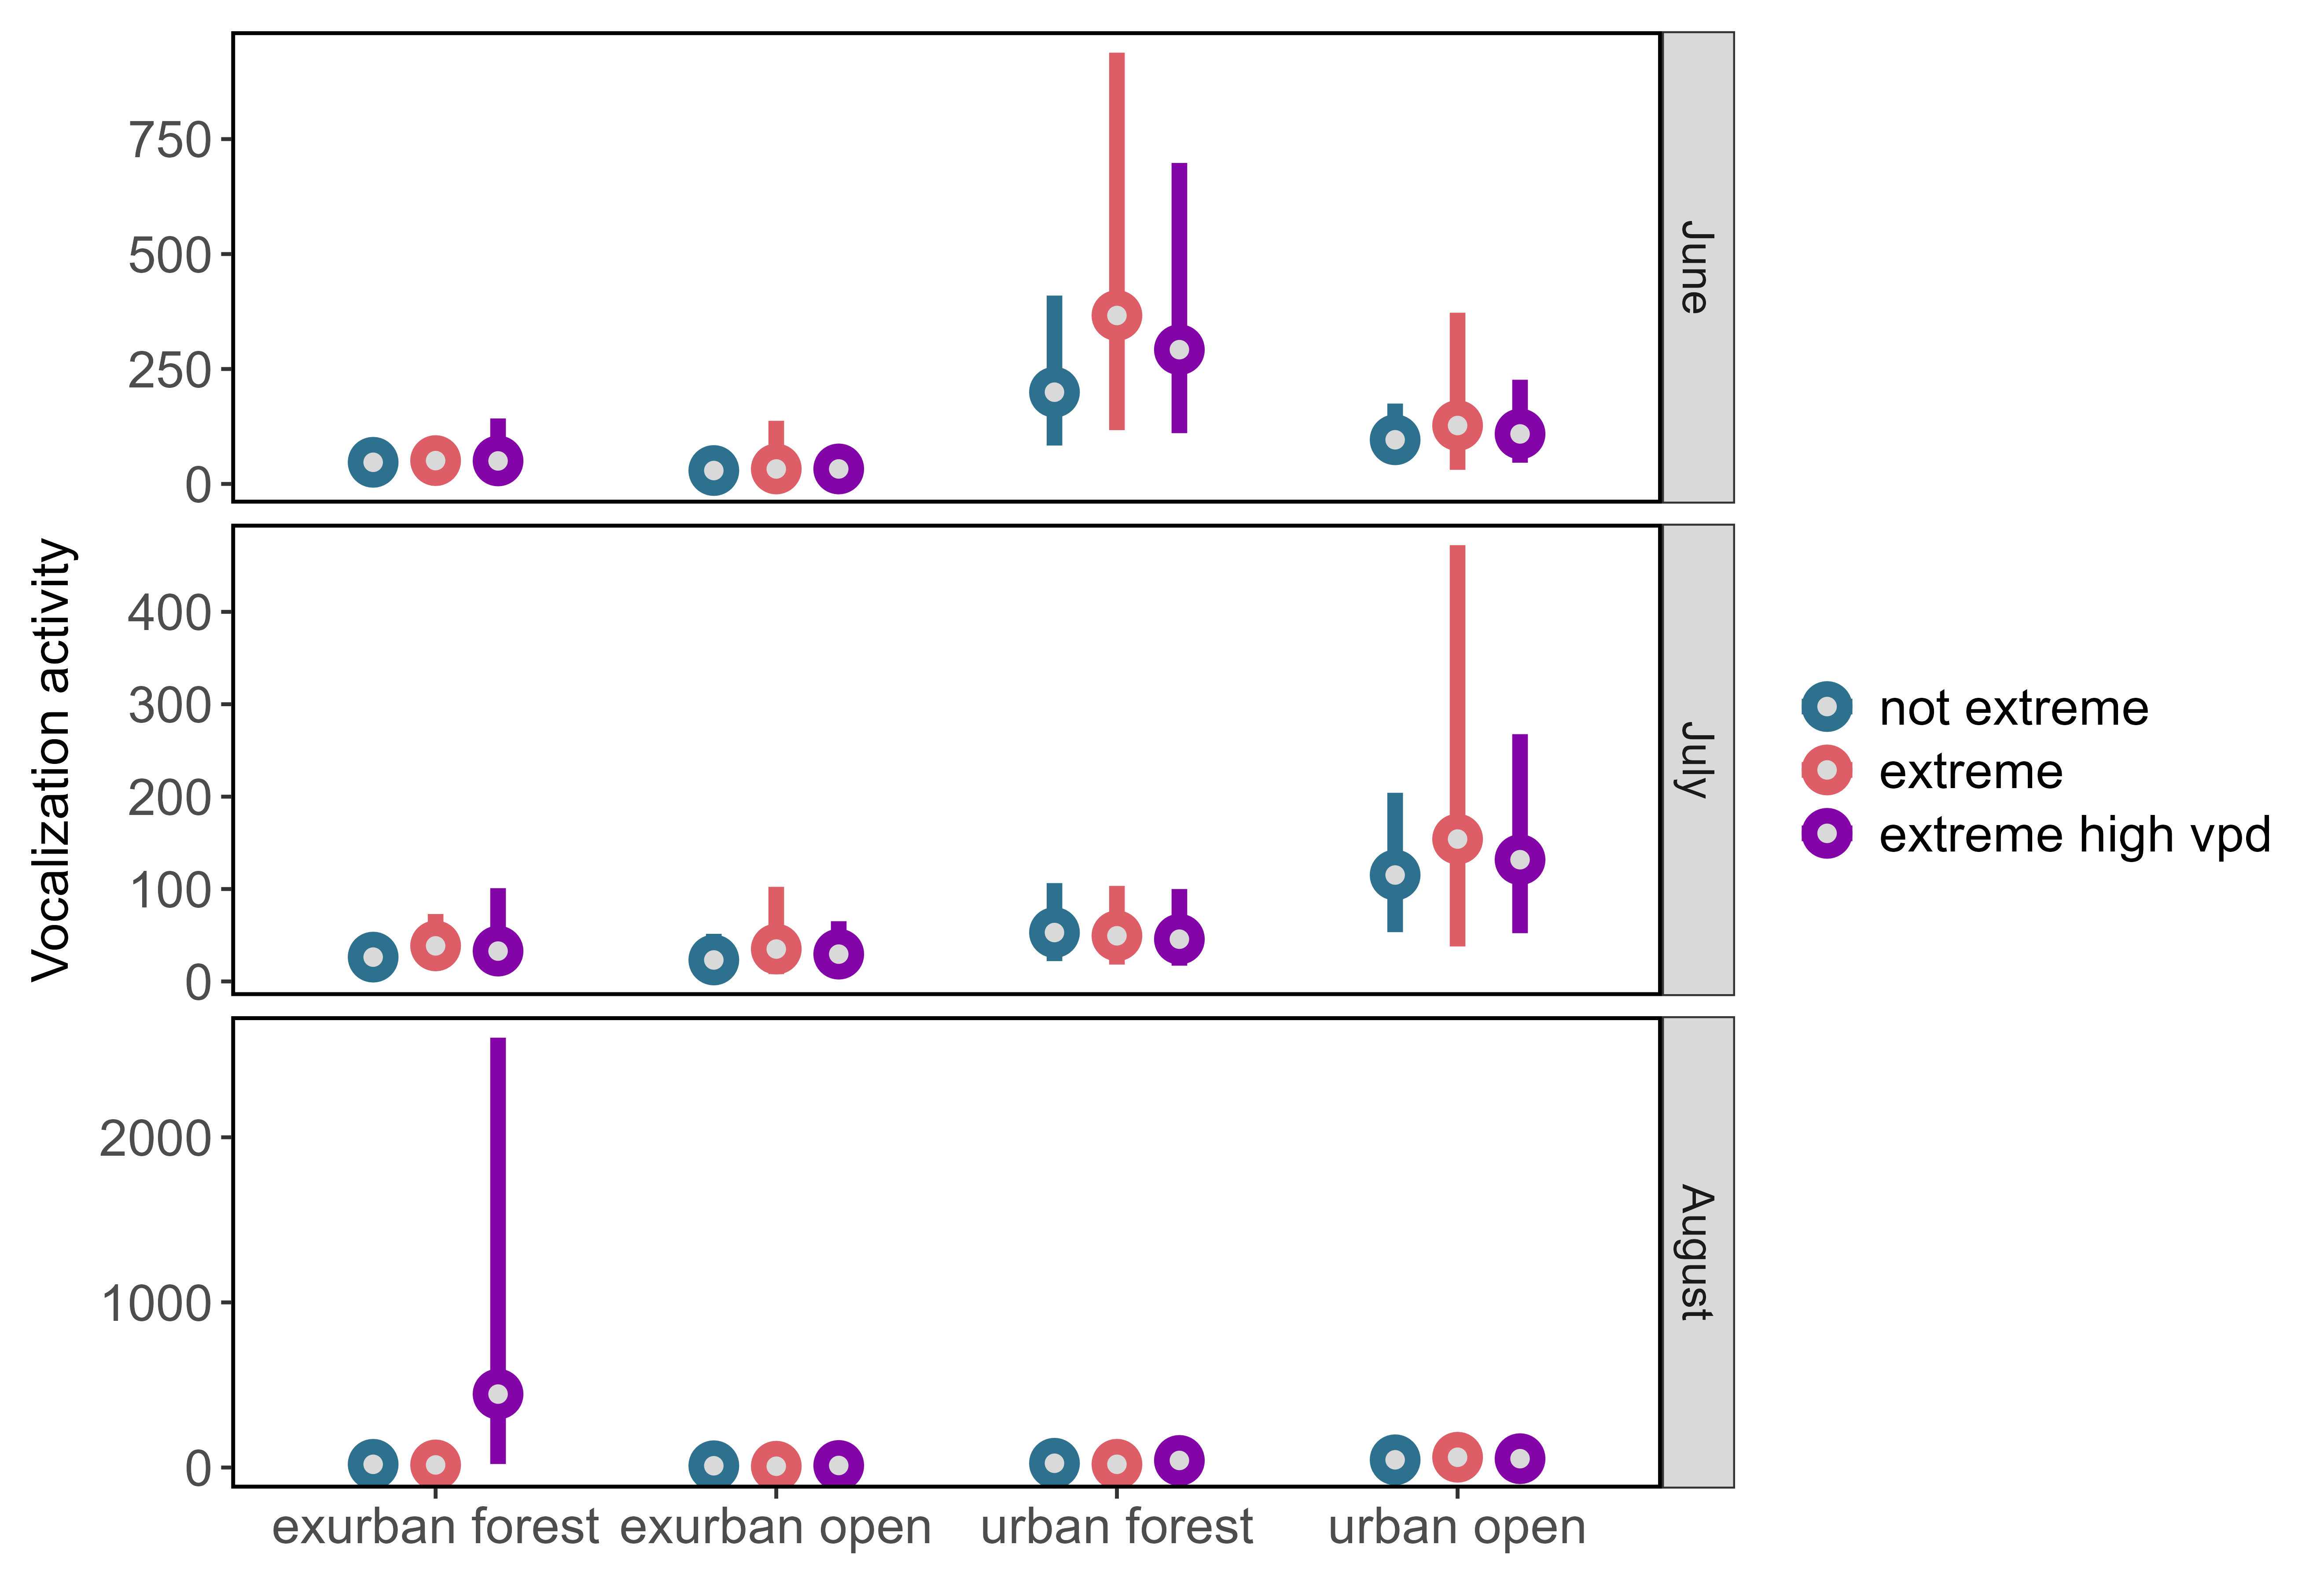 Vocalization activity
750
500
250
0
June
400
300
200
100
0
July
2000
1000
0
August
exurban forest
exurban open
urban forest
urban open
not extreme
extreme
extreme high vpd